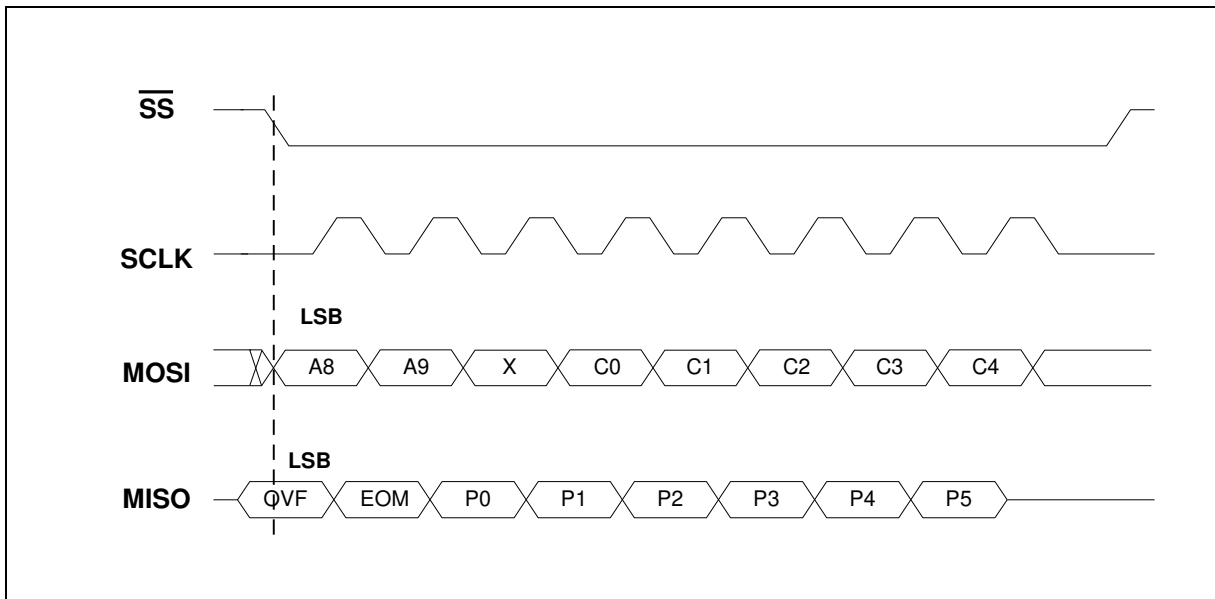 SS
SCLK
LSB
MOSI A8 A9 X C0 C1 C2 C3 C4
LSB
MISO OVF EOM P0 P1 P2 P3 P4 P5